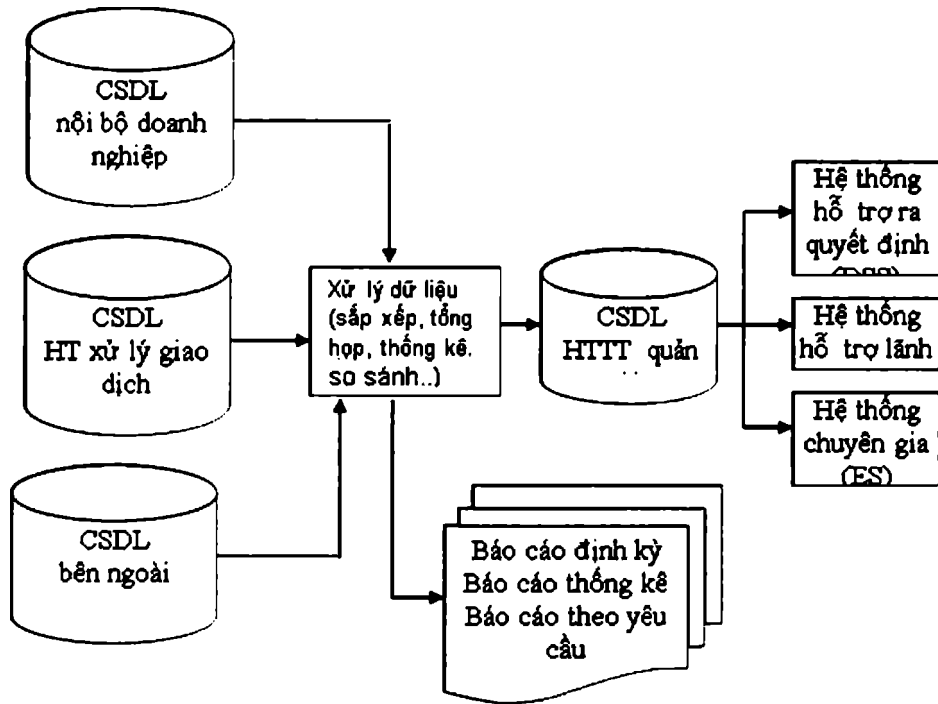 CSDL
nội bộ doanh
nghiệp
CSDL
HT xử lý giao
dịch
CSDL
bên ngoài
Xử lý dữ liệu
(sắp xếp, tổng
họp, thống kê.
so sánh..)
CSDL
HTTT quản
Hệ thống
hỗ trợ ra
quyết định
(DSS)
Hệ thống
hỗ trợ lãnh
Hệ thống
chuyên gia
(ES)
Báo cáo định kỳ
Báo cáo thống kê
Báo cáo theo yêu
cầu